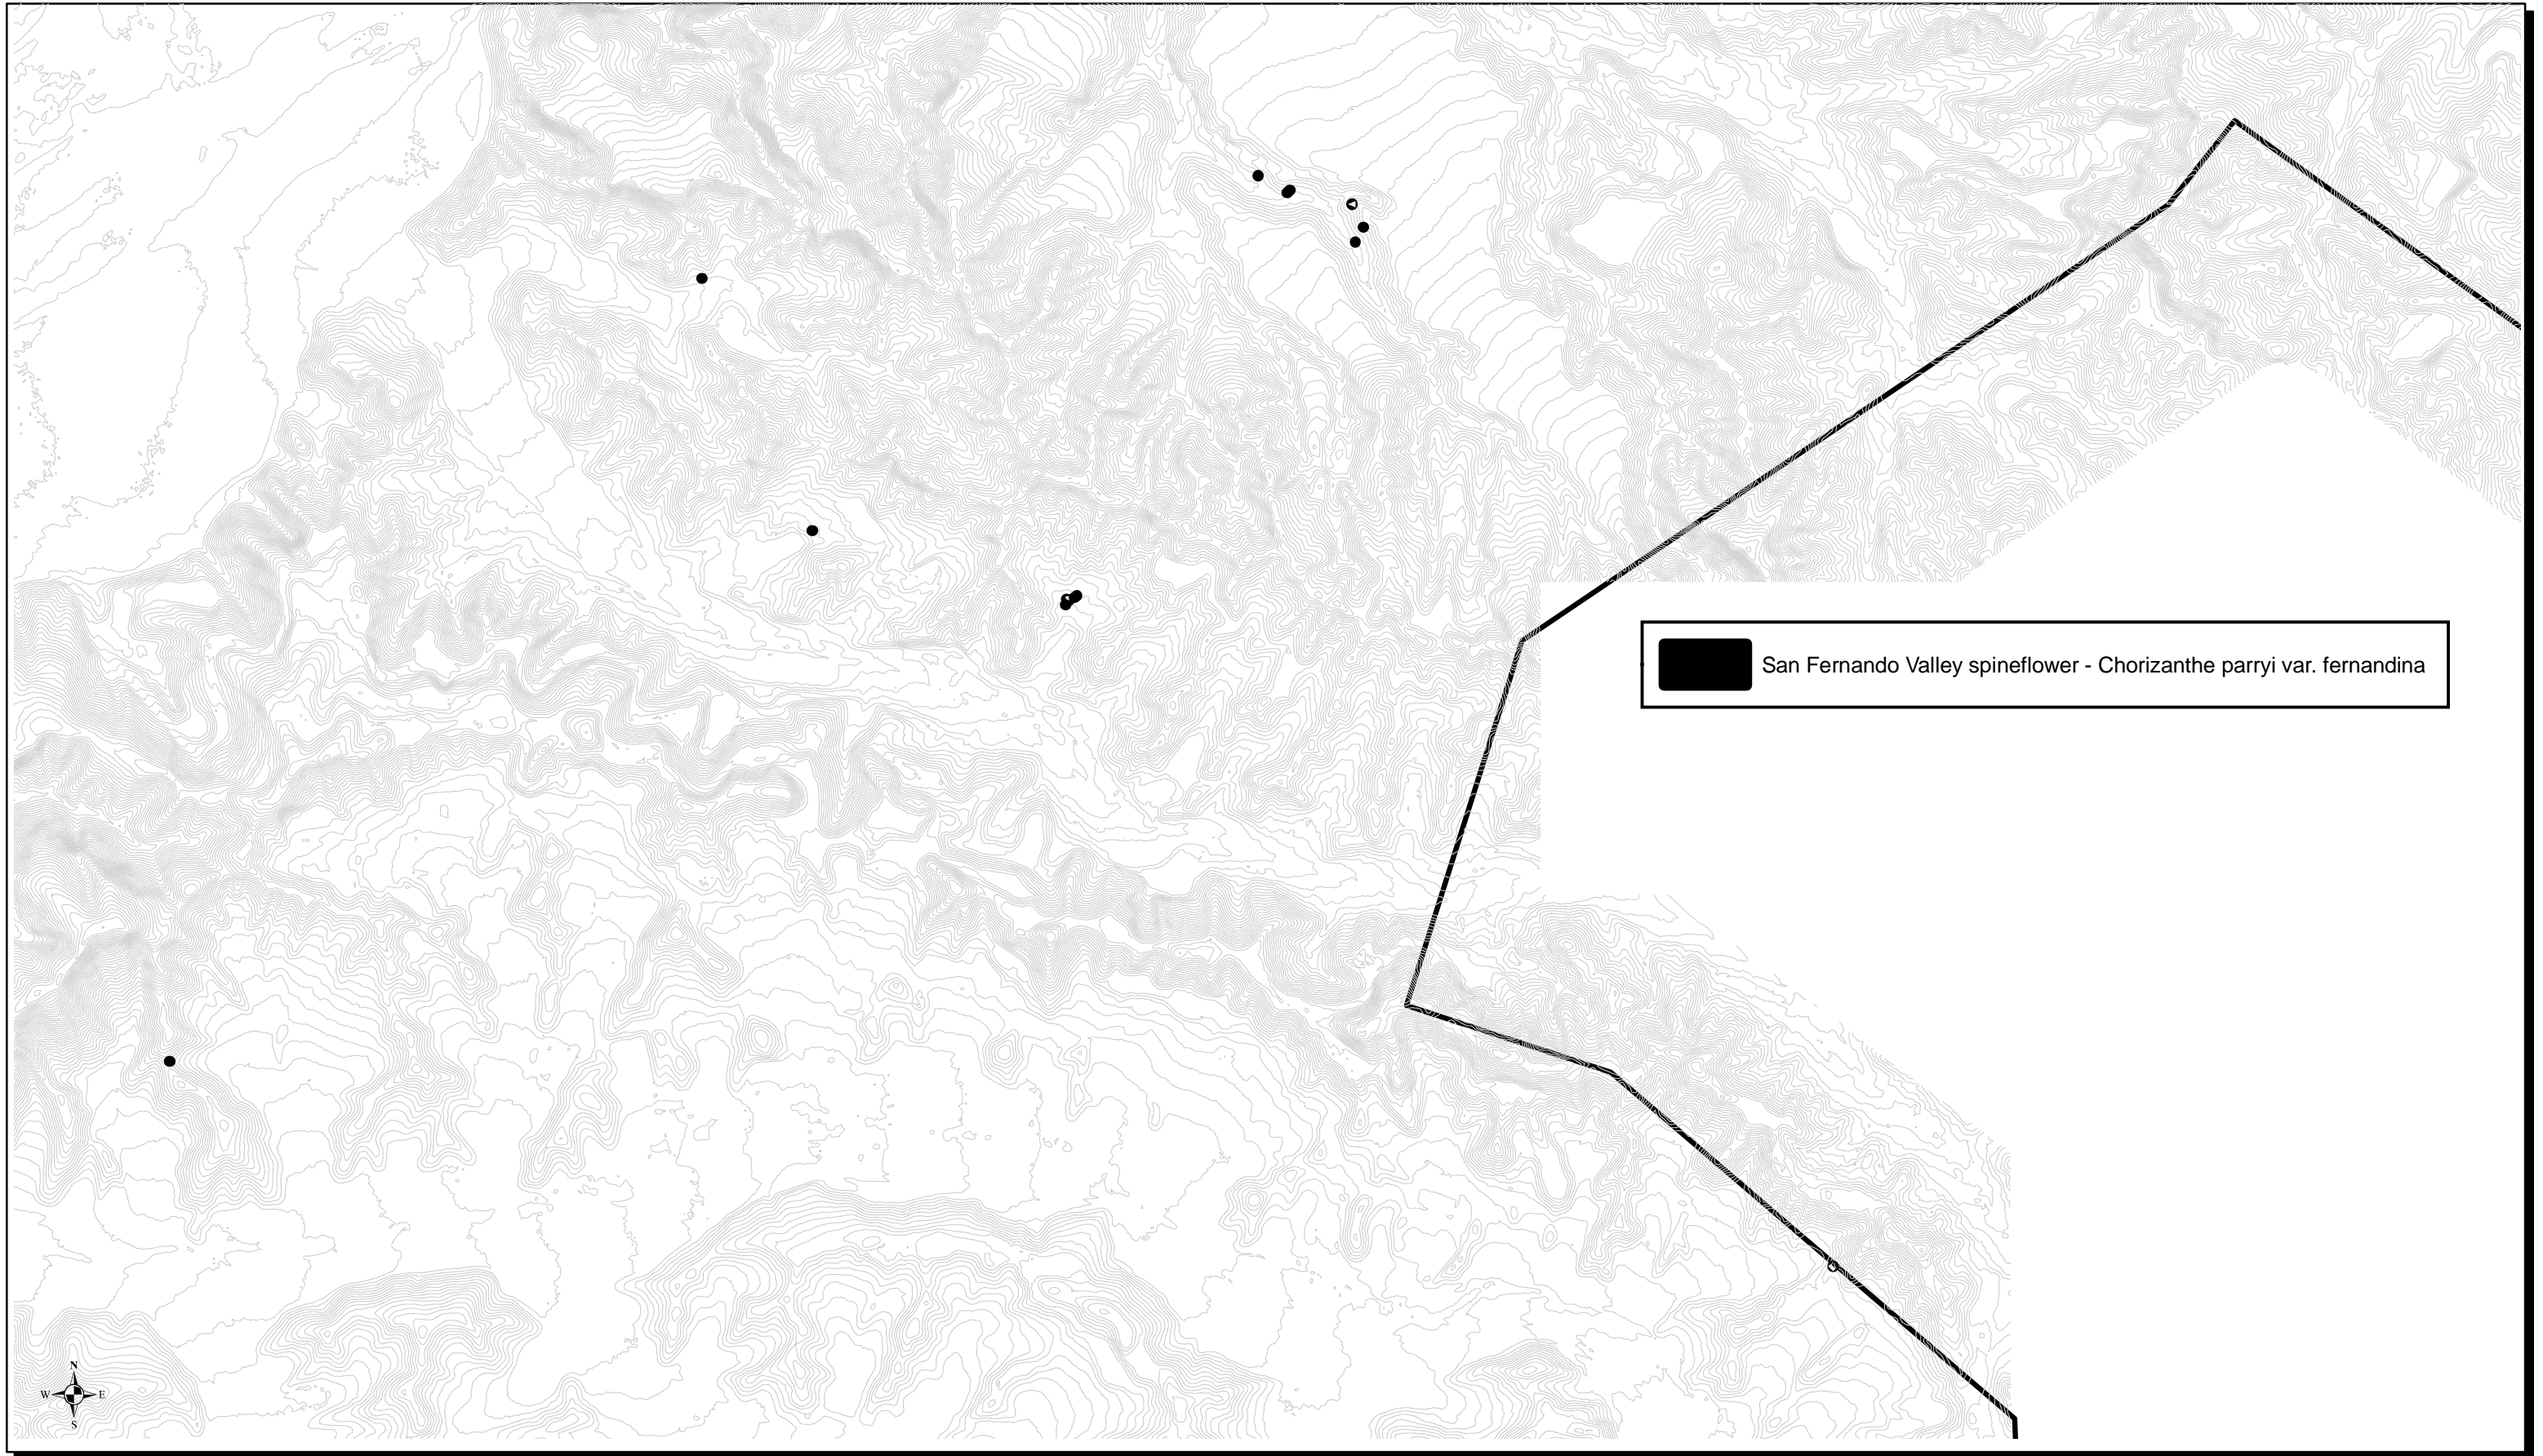 San Fernando Valley spineflower - Chorizanthe parryi var. fernandina
N
W E
S